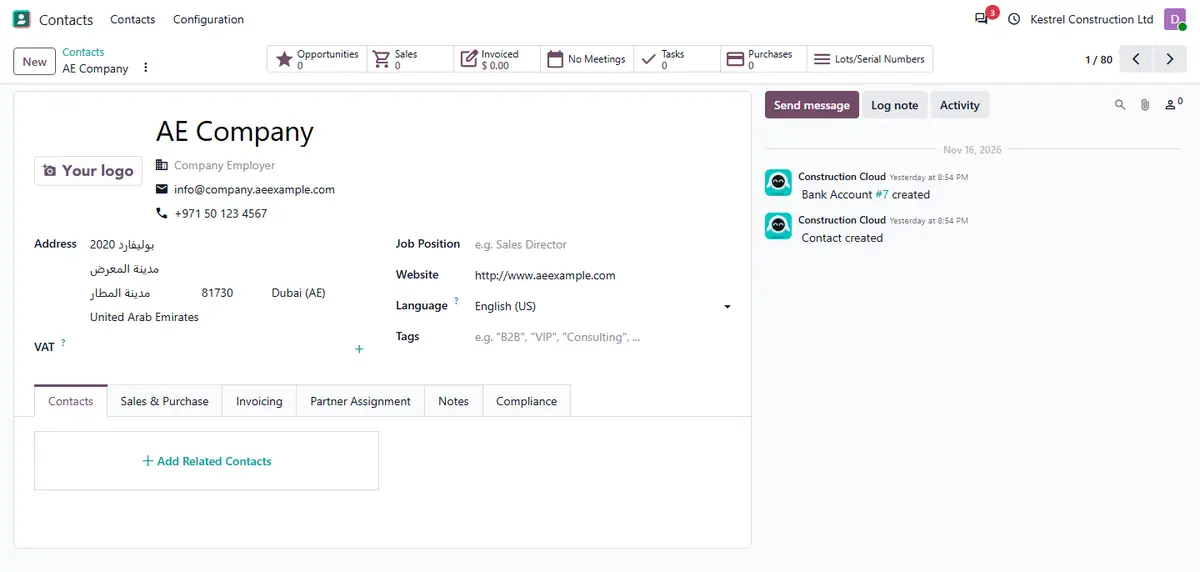 Contacts Contacts Configuration 3 Kestrel Construction Ltd D
New Contacts
AE Company
Opportunities 0
Sales 0
Invoiced $ 0.00
No Meetings
Tasks 0
Purchases 0
Lots/Serial Numbers
1 / 80
AE Company
Your logo
Company Employer
info@company.aeexample.com
+971 50 123 4567
Address
2020 بوليفارد
مدينة المعرض
مدينة المطار 81730 Dubai (AE)
United Arab Emirates
VAT ? +
Job Position e.g. Sales Director
Website http://www.aeexample.com
Language ? English (US)
Tags e.g. "B2B", "VIP", "Consulting", ...
Contacts Sales & Purchase Invoicing Partner Assignment Notes Compliance
+ Add Related Contacts
Send message Log note Activity 0
Nov 16, 2026
Construction Cloud Yesterday at 8:54 PM
Bank Account #7 created
Construction Cloud Yesterday at 8:54 PM
Contact created